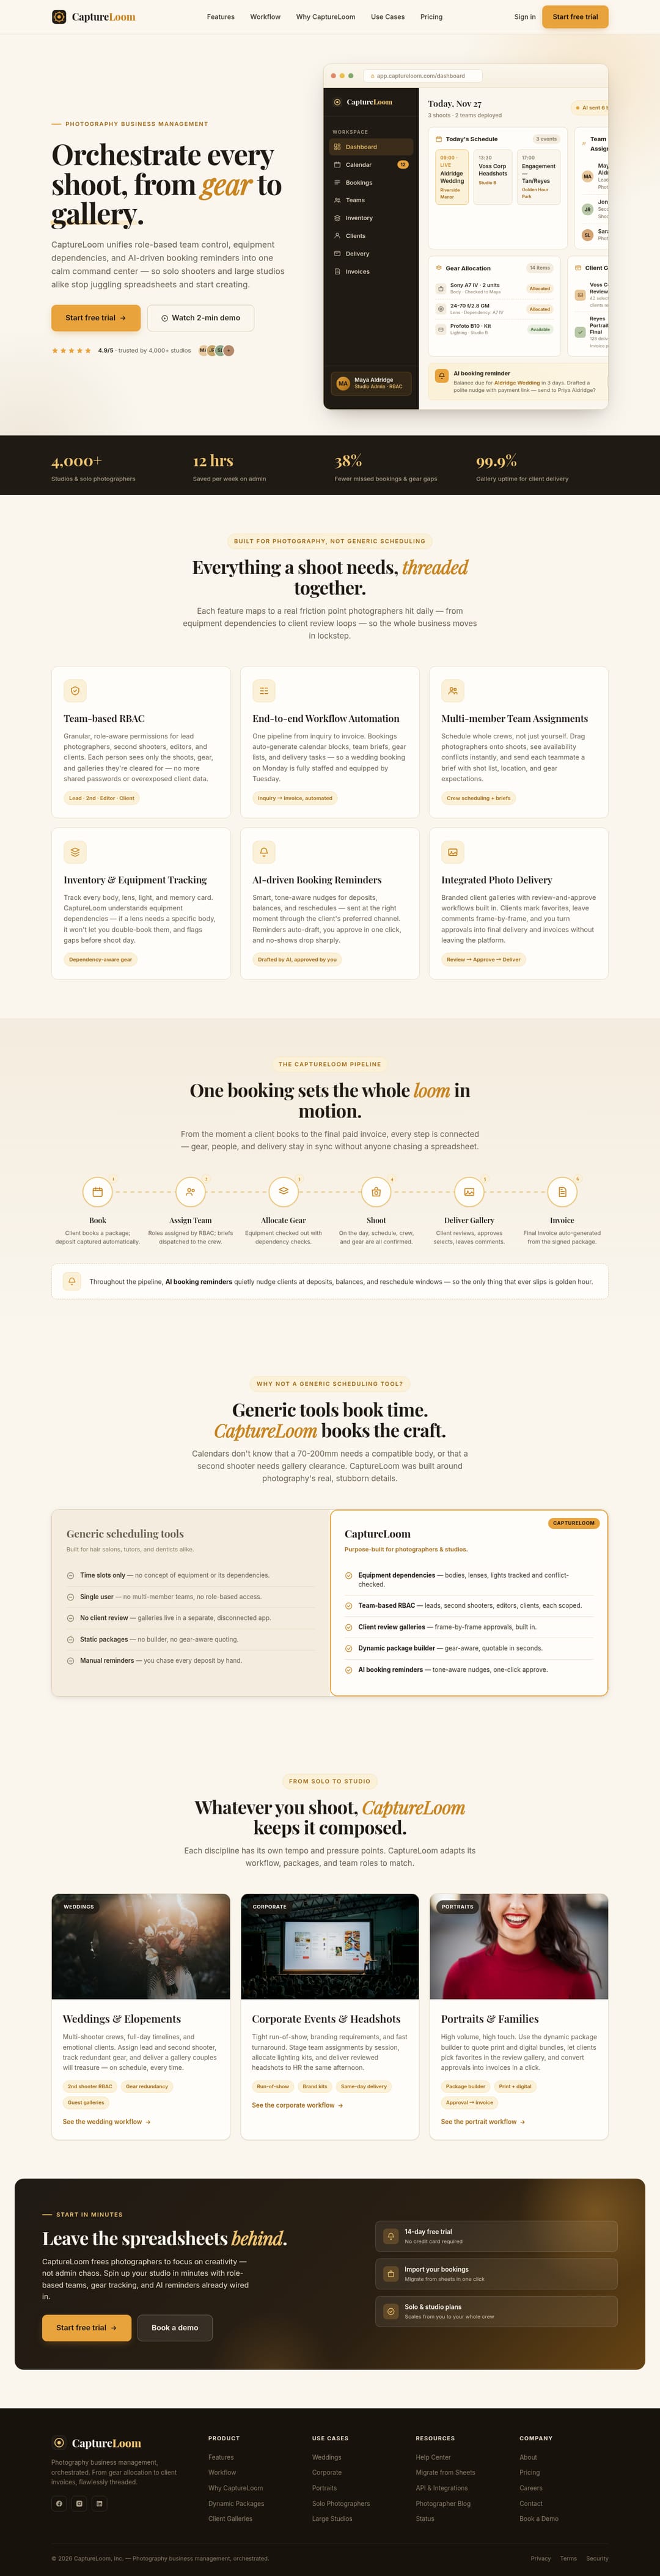 CaptureLoom
Features
Workflow
Why CaptureLoom
Use Cases
Pricing
Sign in
Start free trial
PHOTOGRAPHY BUSINESS MANAGEMENT
Orchestrate every
shoot, from gear to
gallery.
CaptureLoom unifies role-based team control, equipment
dependencies, and AI-driven booking reminders into one
calm command center — so solo shooters and large studios
alike stop juggling spreadsheets and start creating.
Start free trial →
Watch 2-min demo
4.9/5 · trusted by 4,000+ studios
app.captureloom.com/dashboard
CaptureLoom
WORKSPACE
Dashboard
Calendar
12
Bookings
Teams
Inventory
Clients
Delivery
Invoices
MA
Maya Aldridge
Studio Admin · RBAC
Today, Nov 27
3 shoots · 2 teams deployed
AI sent 8
Today's Schedule
3 events
09:00 ·
LIVE
Aldridge
Wedding
Riverside
Manor
13:30
Voss Corp
Headshots
Studio B
17:00
Engagement
—
Tan/Reyes
Golden Hour
Park
Team
Assig
MA
JR
SL
Gear Allocation
14 items
Sony A7 IV · 2 units
Body · Checked to Maya
Allocated
24-70 f/2.8 GM
Lens · Dependency: A7 IV
Allocated
Profoto B10 · Kit
Lighting · Studio B
Available
Client G
Voss C
Review
Reyes
Portrait
Final
AI booking reminder
Balance due for Aldridge Wedding in 3 days. Drafted a
polite nudge with payment link — send to Priya Aldridge?
4,000+
Studios & solo photographers
12 hrs
Saved per week on admin
38%
Fewer missed bookings & gear gaps
99.9%
Gallery uptime for client delivery
BUILT FOR PHOTOGRAPHY, NOT GENERIC SCHEDULING
Everything a shoot needs, threaded
together.
Each feature maps to a real friction point photographers hit daily — from
equipment dependencies to client review loops — so the whole business moves
in lockstep.
Team-based RBAC
Granular, role-aware permissions for lead
photographers, second shooters, editors, and
clients. Each person sees only the shoots, gear,
and galleries they're cleared for — no more
shared passwords or overexposed client data.
Lead · 2nd · Editor · Client
End-to-end Workflow Automation
One pipeline from inquiry to invoice. Bookings
auto-generate calendar blocks, team briefs, gear
lists, and delivery tasks — so a wedding booking
on Monday is fully staffed and equipped by
Tuesday.
Inquiry → Invoice, automated
Multi-member Team Assignments
Schedule whole crews, not just yourself. Drag
photographers onto shoots, see availability
conflicts instantly, and send each teammate a
brief with shot list, location, and gear
expectations.
Crew scheduling + briefs
Inventory & Equipment Tracking
Track every body, lens, light, and memory card.
CaptureLoom understands equipment
dependencies — if a lens needs a specific body,
it won't let you double-book them, and flags
gaps before shoot day.
Dependency-aware gear
AI-driven Booking Reminders
Smart, tone-aware nudges for deposits,
balances, and reschedules — sent at the right
moment through the client's preferred channel.
Reminders auto-draft, you approve in one click,
and no-shows drop sharply.
Drafted by AI, approved by you
Integrated Photo Delivery
Branded client galleries with review-and-approve
workflows built in. Clients mark favorites, leave
comments frame-by-frame, and you turn
approvals into final delivery and invoices without
leaving the platform.
Review → Approve → Deliver
THE CAPTURELOOM PIPELINE
One booking sets the whole loom in
motion.
From the moment a client books to the final paid invoice, every step is connected
— gear, people, and delivery stay in sync without anyone chasing a spreadsheet.
Book
Client books a package;
deposit captured automatically.
Assign Team
Roles assigned by RBAC; briefs
dispatched to the crew.
Allocate Gear
Equipment checked out with
dependency checks.
Shoot
On the day, schedule, crew,
and gear are all confirmed.
Deliver Gallery
Client reviews, approves
selects, leaves comments.
Invoice
Final invoice auto-generated
from the signed package.
Throughout the pipeline, AI booking reminders quietly nudge clients at deposits, balances, and reschedule windows — so the only thing that ever slips is golden hour.
WHY NOT A GENERIC SCHEDULING TOOL?
Generic tools book time.
CaptureLoom books the craft.
Calendars don't know that a 70-200mm needs a compatible body, or that a
second shooter needs gallery clearance. CaptureLoom was built around
photography's real, stubborn details.
Generic scheduling tools
Built for hair salons, tutors, and dentists alike.
Time slots only — no concept of equipment or its dependencies.
Single user — no multi-member teams, no role-based access.
No client review — galleries live in a separate, disconnected app.
Static packages — no builder, no gear-aware quoting.
Manual reminders — you chase every deposit by hand.
CAPTURELOOM
CaptureLoom
Purpose-built for photographers & studios.
Equipment dependencies — bodies, lenses, lights tracked and conflict-
checked.
Team-based RBAC — leads, second shooters, editors, clients, each scoped.
Client review galleries — frame-by-frame approvals, built in.
Dynamic package builder — gear-aware, quotable in seconds.
AI booking reminders — tone-aware nudges, one-click approve.
FROM SOLO TO STUDIO
Whatever you shoot, CaptureLoom
keeps it composed.
Each discipline has its own tempo and pressure points. CaptureLoom adapts its
workflow, packages, and team roles to match.
WEDDINGS
Weddings & Elopements
Multi-shooter crews, full-day timelines, and
emotional clients. Assign lead and second shooter,
track redundant gear, and deliver a gallery couples
will treasure — on schedule, every time.
2nd shooter RBAC
Gear redundancy
Guest galleries
See the wedding workflow →
CORPORATE
Corporate Events & Headshots
Tight run-of-show, branding requirements, and fast
turnaround. Stage team assignments by session,
allocate lighting kits, and deliver reviewed
headshots to HR the same afternoon.
Run-of-show
Brand kits
Same-day delivery
See the corporate workflow →
PORTRAITS
Portraits & Families
High volume, high touch. Use the dynamic package
builder to quote print and digital bundles, let clients
pick favorites in the review gallery, and convert
approvals into invoices in a click.
Package builder
Print + digital
Approval → Invoice
See the portrait workflow →
START IN MINUTES
Leave the spreadsheets behind.
CaptureLoom frees photographers to focus on creativity —
not admin chaos. Spin up your studio in minutes with role-
based teams, gear tracking, and AI reminders already wired
in.
Start free trial →
Book a demo
14-day free trial
No credit card required
Import your bookings
Migrate from sheets in one click
Solo & studio plans
Scales from you to your whole crew
CaptureLoom
Photography business management,
orchestrated. From gear allocation to client
invoices, flawlessly threaded.
PRODUCT
Features
Workflow
Why CaptureLoom
Dynamic Packages
Client Galleries
USE CASES
Weddings
Corporate
Portraits
Solo Photographers
Large Studios
RESOURCES
Help Center
Migrate from Sheets
API & Integrations
Photographer Blog
Status
COMPANY
About
Pricing
Careers
Contact
Book a Demo
© 2026 CaptureLoom, Inc. — Photography business management, orchestrated.
Privacy
Terms
Security